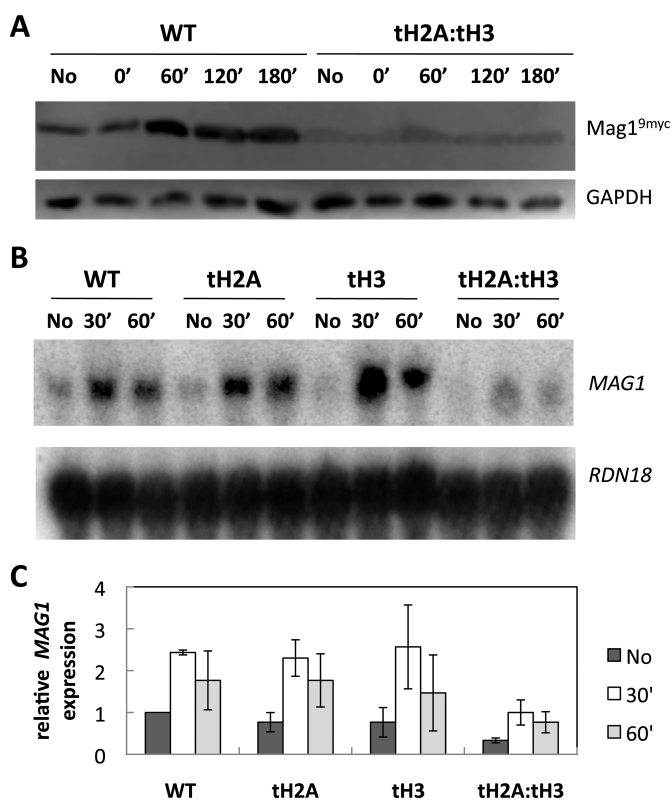 A
WT tH2A:tH3
No 0’ 60’ 120’ 180’ No 0’ 60’ 120’ 180’
Mag1⁹ᵐʸᶜ
GAPDH
B
WT tH2A tH3 tH2A:tH3
No 30’ 60’ No 30’ 60’ No 30’ 60’ No 30’ 60’
MAG1
RDN18
C
relative MAG1
expression
4
3
2
1
0
WT tH2A tH3 tH2A:tH3
No
30'
60'